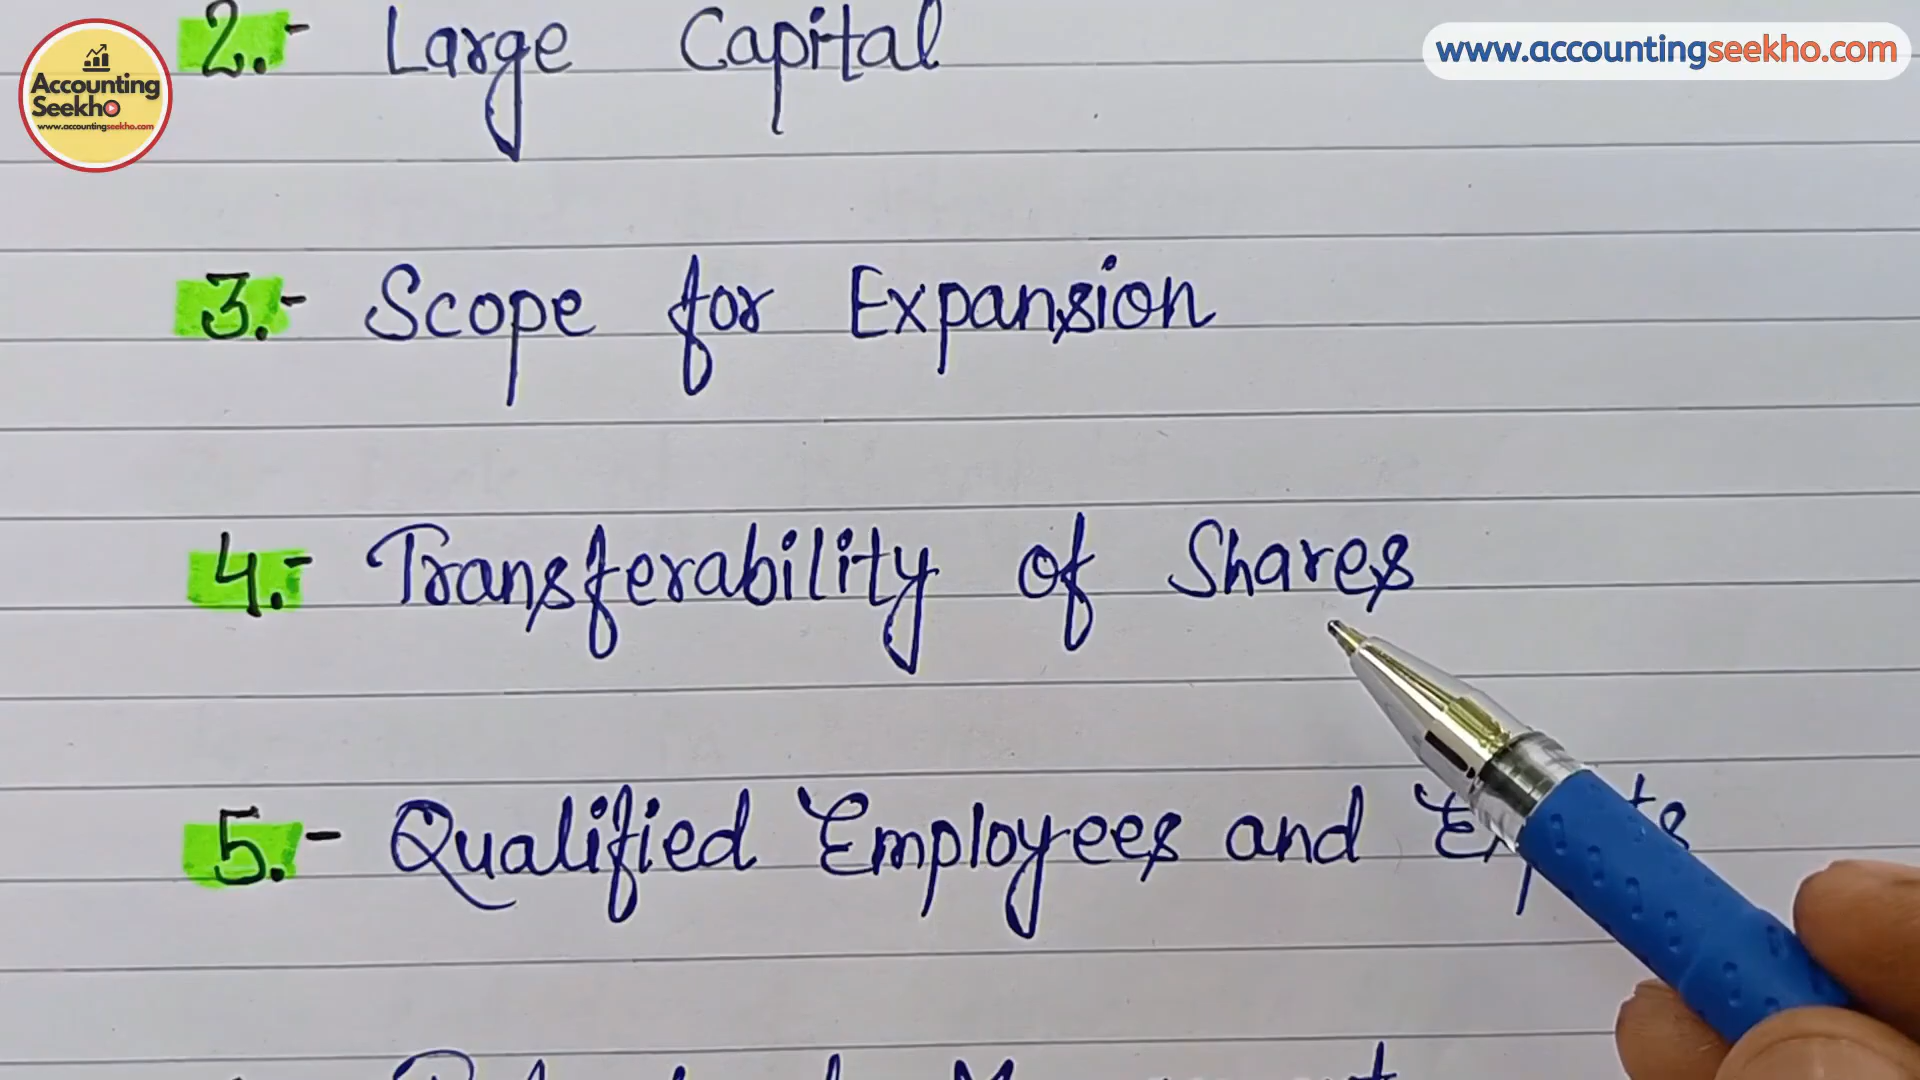 2.- Large Capital
www.accountingseekho.com
Accounting
Seekho
www.accountingseekho.com
3.- Scope for Expansion
4.- Transferability of Shares
5.- Qualified Employees and